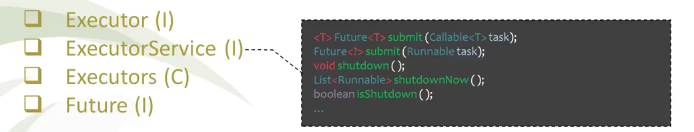 Executor (I)
ExecutorService (I)
Executors (C)
Future (I)
<T> Future<T> submit (Callable<T> task);
Future<?> submit (Runnable task);
void shutdown ();
List<Runnable> shutdownNow ();
boolean isShutdown ();
...